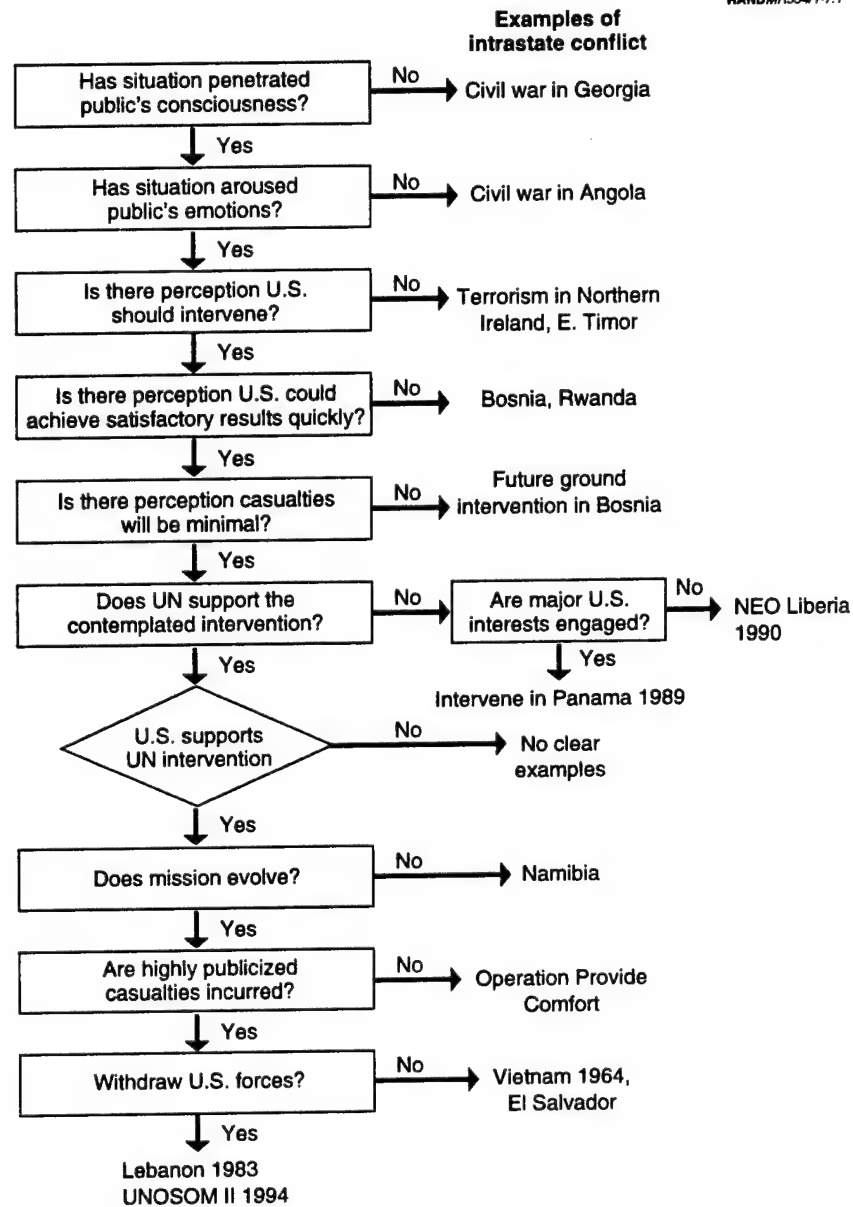 Examples of
intrastate conflict
Has situation penetrated
public's consciousness?
No
Civil war in Georgia
Yes
Has situation aroused
public's emotions?
No
Civil war in Angola
Yes
Is there perception U.S.
should intervene?
No
Terrorism in Northern
Ireland, E. Timor
Yes
Is there perception U.S. could
achieve satisfactory results quickly?
No
Bosnia, Rwanda
Yes
Is there perception casualties
will be minimal?
No
Future ground
intervention in Bosnia
Yes
Does UN support the
contemplated intervention?
No
Are major U.S.
interests engaged?
No
NEO Liberia
1990
Yes
Intervene in Panama 1989
Yes
U.S. supports
UN intervention
No
No clear
examples
Yes
Does mission evolve?
No
Namibia
Yes
Are highly publicized
casualties incurred?
No
Operation Provide
Comfort
Yes
Withdraw U.S. forces?
No
Vietnam 1964,
El Salvador
Yes
Lebanon 1983
UNOSOM II 1994